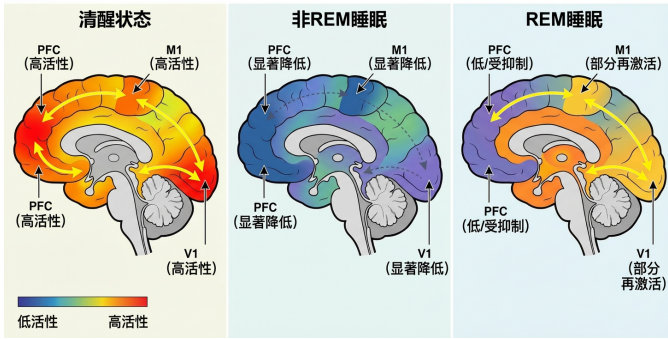 清醒状态
PFC
(高活性)
M1
(高活性)
PFC
(高活性)
V1
(高活性)
低活性
高活性
非REM睡眠
PFC
(显著降低)
M1
(显著降低)
PFC
(显著降低)
V1
(显著降低)
REM睡眠
PFC
(低/受抑制)
M1
(部分再激活)
PFC
(低/受抑制)
V1
(部分
再激活)